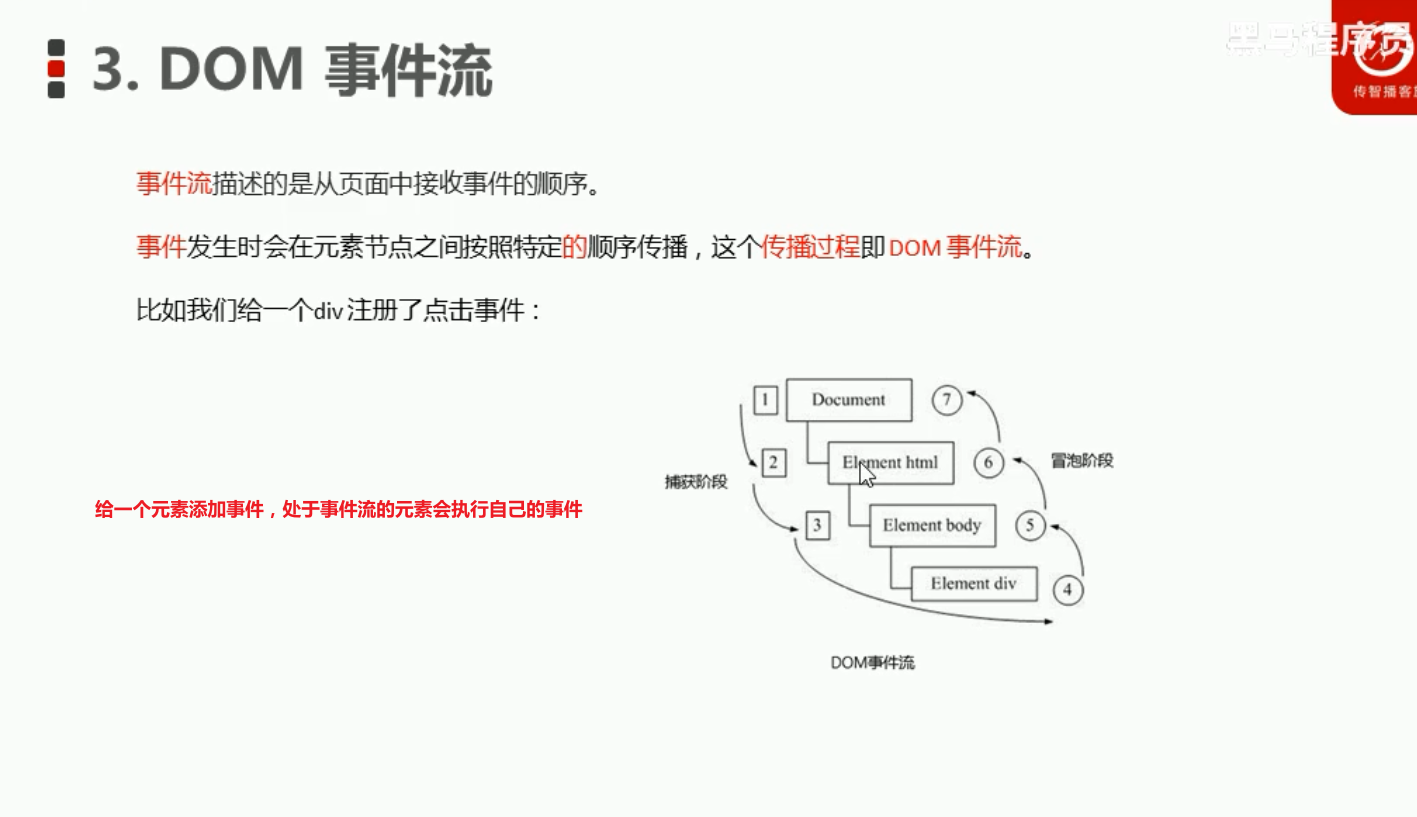 3. DOM 事件流
黑马程序员
传智播客
事件流描述的是从页面中接收事件的顺序。
事件发生时会在元素节点之间按照特定的顺序传播，这个传播过程即 DOM 事件流。
比如我们给一个div 注册了点击事件：
1 Document 7
2 Element html 6 冒泡阶段
捕获阶段
给一个元素添加事件，处于事件流的元素会执行自己的事件
3 Element body 5
Element div 4
DOM事件流